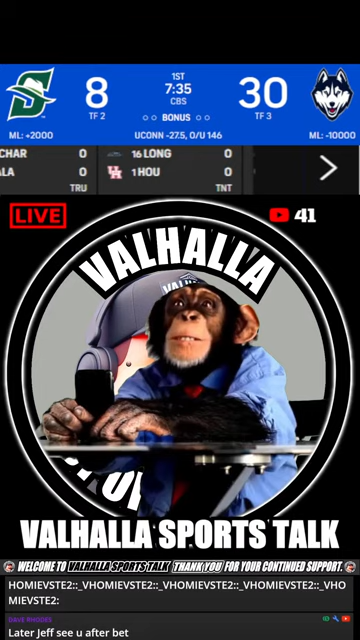 S
8
TF 2
1ST
7:35
CBS
BONUS
30
TF 3
ML: +2000
UCONN -27.5, O/U 146
ML: -10000
CHAR 0
ALA 0
TRU
16 LONG 0
1 HOU 0
TNT
LIVE
41
VALHALLA
VALHALLA SPORTS TALK
WELCOME TO VALHALLA SPORTS TALK THANK YOU FOR YOUR CONTINUED SUPPORT.
HOMIEVSTE2::_VHOMIEVSTE2::_VHOMIEVSTE2::_VHOMIEVSTE2::_VHO
MIEVSTE2:
DAVE RHODES
Later Jeff see u after bet